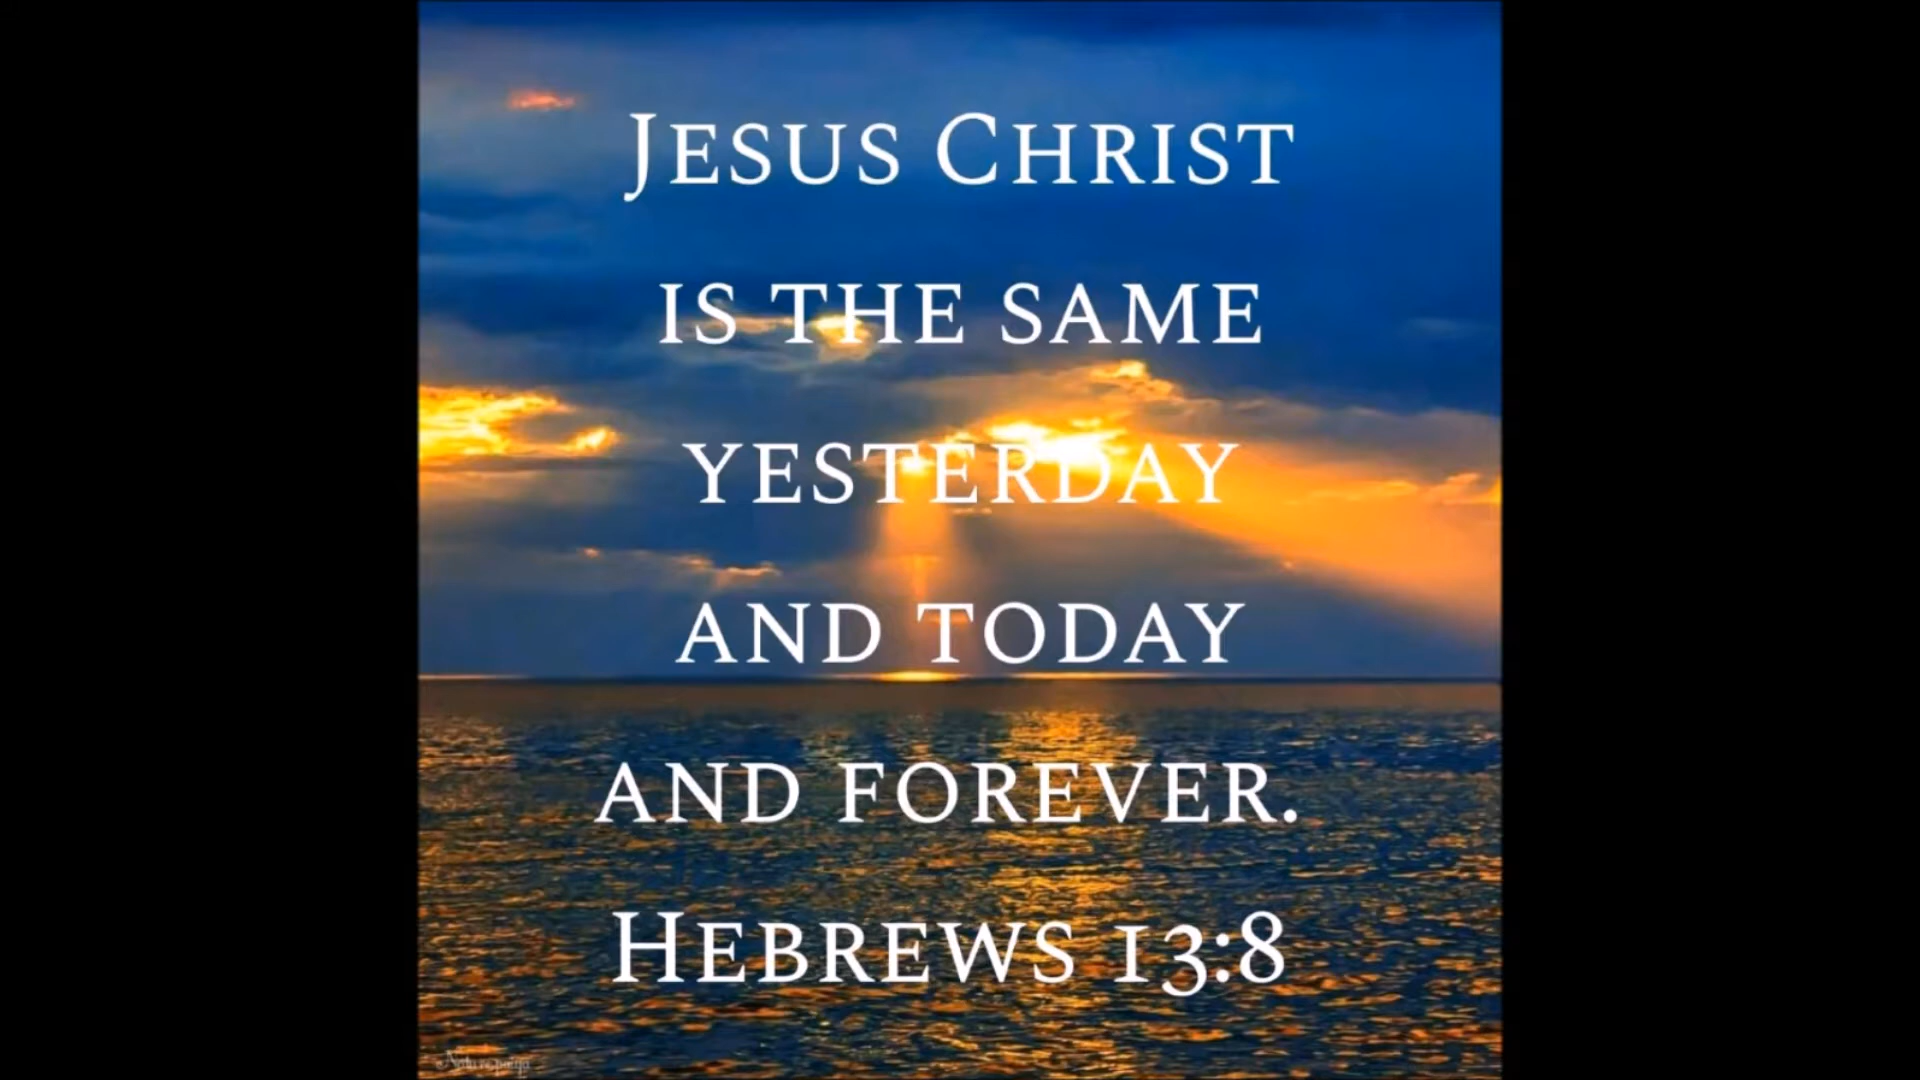 Jesus Christ
is the same
yesterday
and today
and forever.
Hebrews 13:8